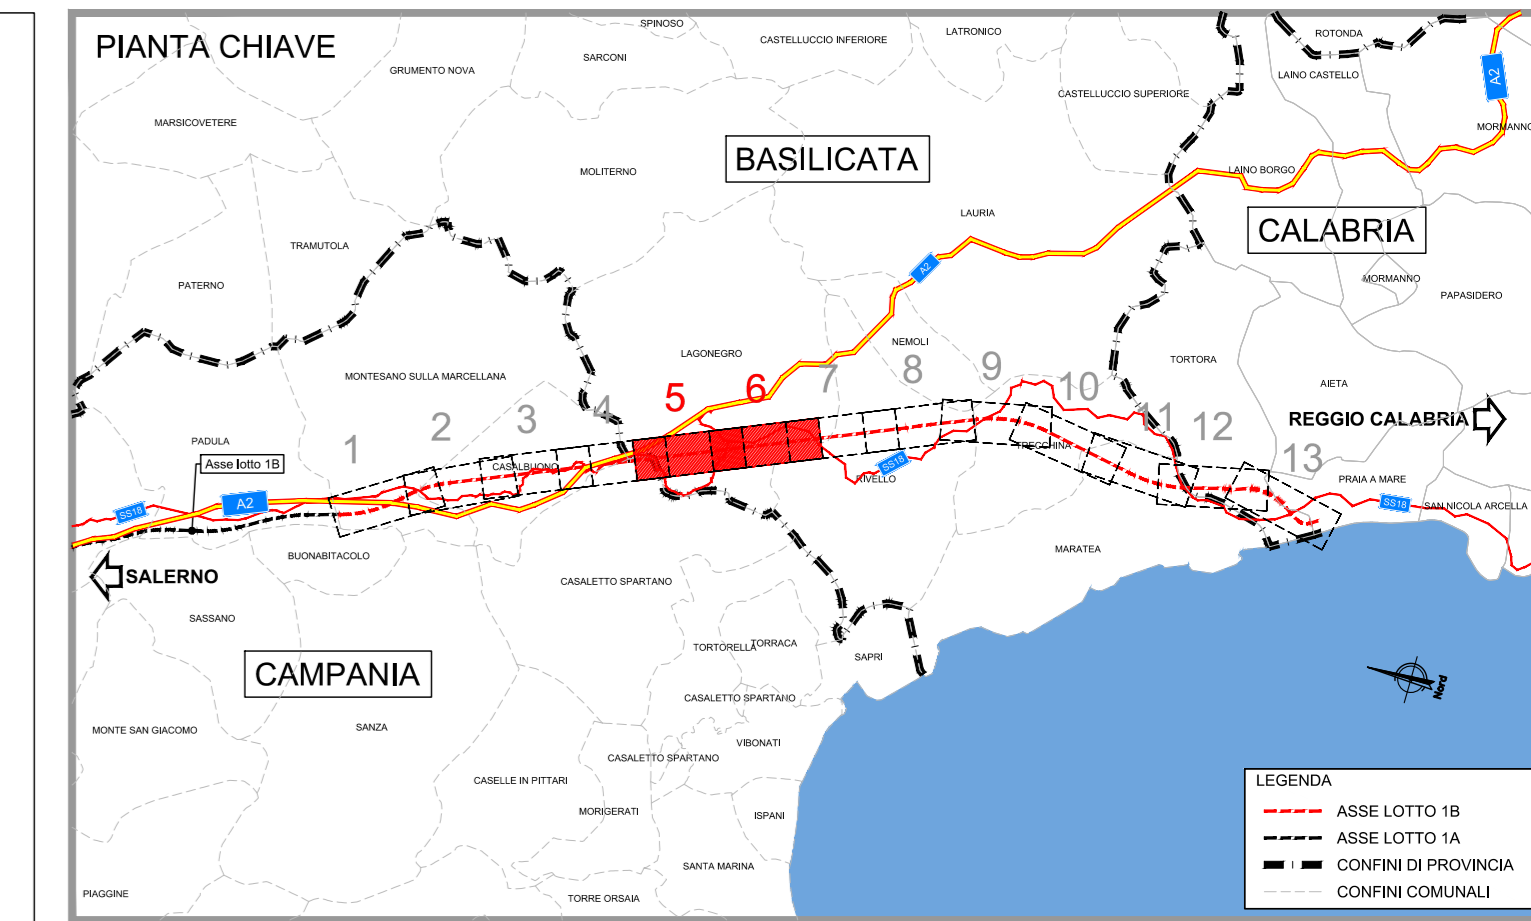 PIANTA CHIAVE
SPINOSO
SARCONI
CASTELLUCCIO INFERIORE
LATRONICO
ROTONDA
GRUMENTO NOVA
LAINO CASTELLO
A2
CASTELLUCCIO SUPERIORE
MARSICOVETERE
MORMANNO
BASILICATA
MOLITERNO
LAINO BORGO
LAURIA
CALABRIA
TRAMUTOLA
A2
PATERNO
MORMANNO
PAPASIDERO
NEMOLI
LAGONEGRO
TORTORA
MONTESANO SULLA MARCELLANA
AIETA
1
2
3
4
5
6
7
8
9
10
11
12
13
REGGIO CALABRIA
PADULA
Asse lotto 1B
CASALBUONO
TRECCHINA
SS18
RIVELLO
PRAIA A MARE
SS18
A2
SS18
SAN NICOLA ARCELLA
BUONABITACOLO
MARATEA
SALERNO
CASALETTO SPARTANO
SASSANO
TORTORELLA
TORRACA
SAPRI
CAMPANIA
Nord
CASALETTO SPARTANO
MONTE SAN GIACOMO
SANZA
VIBONATI
CASALETTO SPARTANO
CASELLE IN PITTARI
MORIGERATI
ISPANI
SANTA MARINA
PIAGGINE
TORRE ORSAIA
LEGENDA
ASSE LOTTO 1B
ASSE LOTTO 1A
CONFINI DI PROVINCIA
CONFINI COMUNALI